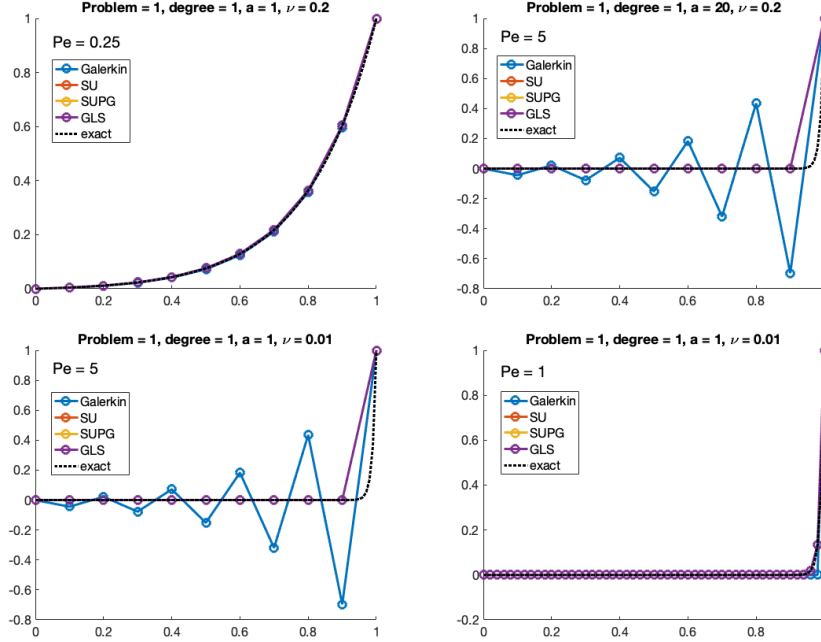 Problem = 1, degree = 1, a = 1, ν = 0.2
Pe = 0.25
Galerkin
SU
SUPG
GLS
exact
1
0.8
0.6
0.4
0.2
0
0 0.2 0.4 0.6 0.8 1
Problem = 1, degree = 1, a = 20, ν = 0.2
Pe = 5
Galerkin
SU
SUPG
GLS
exact
1
0.8
0.6
0.4
0.2
0
-0.2
-0.4
-0.6
-0.8
0 0.2 0.4 0.6 0.8
Problem = 1, degree = 1, a = 1, ν = 0.01
Pe = 5
Galerkin
SU
SUPG
GLS
exact
1
0.8
0.6
0.4
0.2
0
-0.2
-0.4
-0.6
-0.8
0 0.2 0.4 0.6 0.8 1
Problem = 1, degree = 1, a = 1, ν = 0.01
Pe = 1
Galerkin
SU
SUPG
GLS
exact
1
0.8
0.6
0.4
0.2
0
-0.2
0 0.2 0.4 0.6 0.8